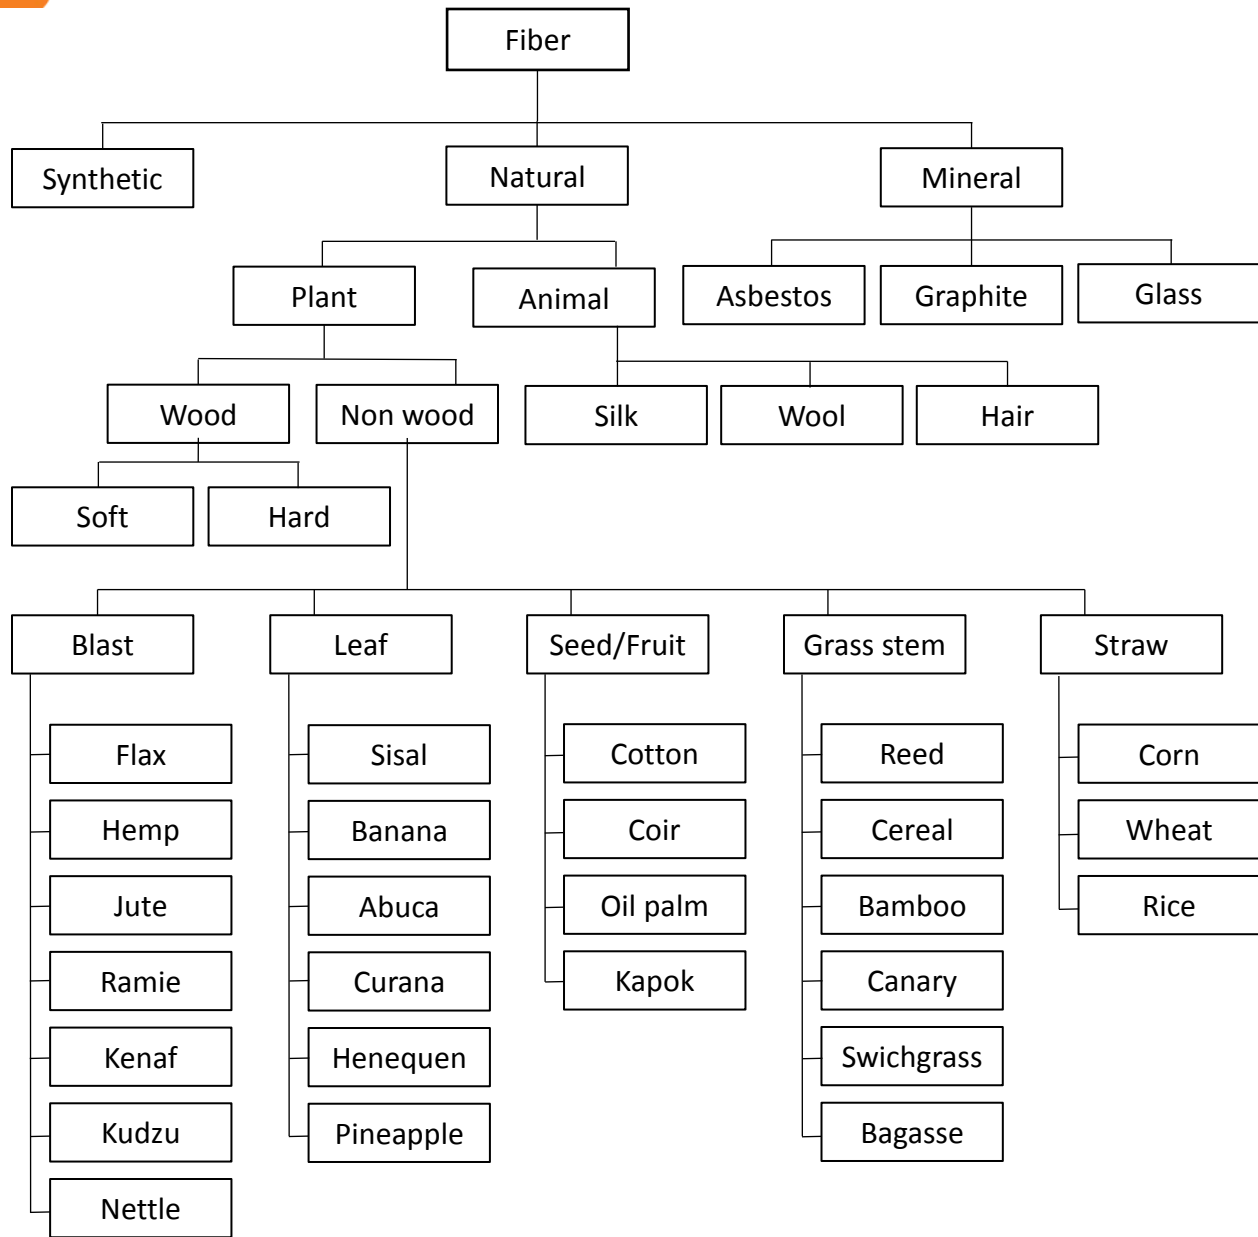 Fiber
Synthetic
Natural
Mineral
Plant
Animal
Asbestos
Graphite
Glass
Wood
Non wood
Silk
Wool
Hair
Soft
Hard
Blast
Leaf
Seed/Fruit
Grass stem
Straw
Flax
Hemp
Jute
Ramie
Kenaf
Kudzu
Nettle
Sisal
Banana
Abuca
Curana
Henequen
Pineapple
Cotton
Coir
Oil palm
Kapok
Reed
Cereal
Bamboo
Canary
Swichgrass
Bagasse
Corn
Wheat
Rice